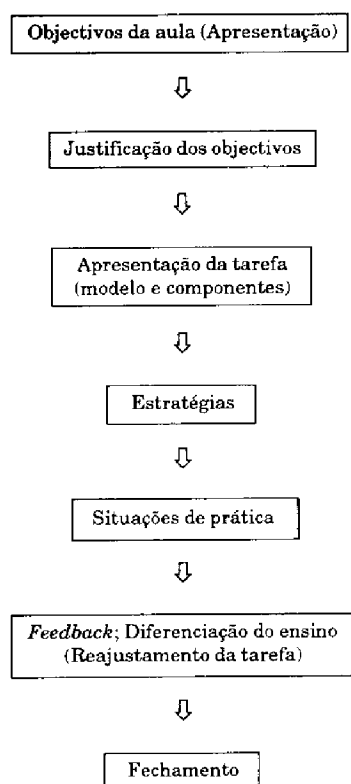 Objectivos da aula (Apresentação)
Justificação dos objectivos
Apresentação da tarefa
(modelo e componentes)
Estratégias
Situações de prática
Feedback; Diferenciação do ensino
(Reajustamento da tarefa)
Fechamento